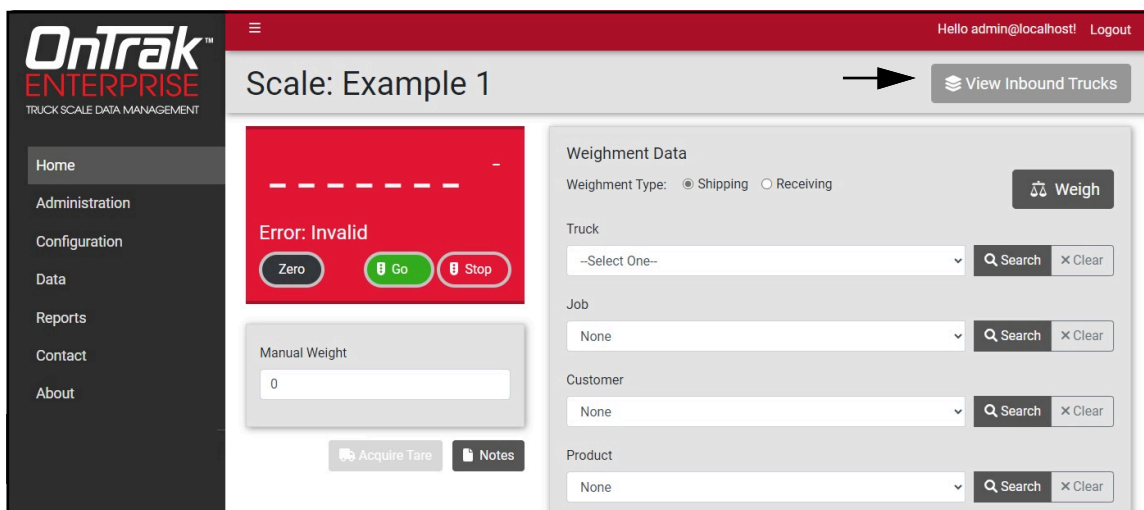 OnTrak™
ENTERPRISE
TRUCK SCALE DATA MANAGEMENT
Home
Administration
Configuration
Data
Reports
Contact
About
Hello admin@localhost! Logout
Scale: Example 1
View Inbound Trucks
-
_ _ _ _ _ _ _
Error: Invalid
Zero Go Stop
Manual Weight
0
Acquire Tare Notes
Weighment Data
Weighment Type: Shipping Receiving
Weigh
Truck
--Select One-- Search Clear
Job
None Search Clear
Customer
None Search Clear
Product
None Search Clear